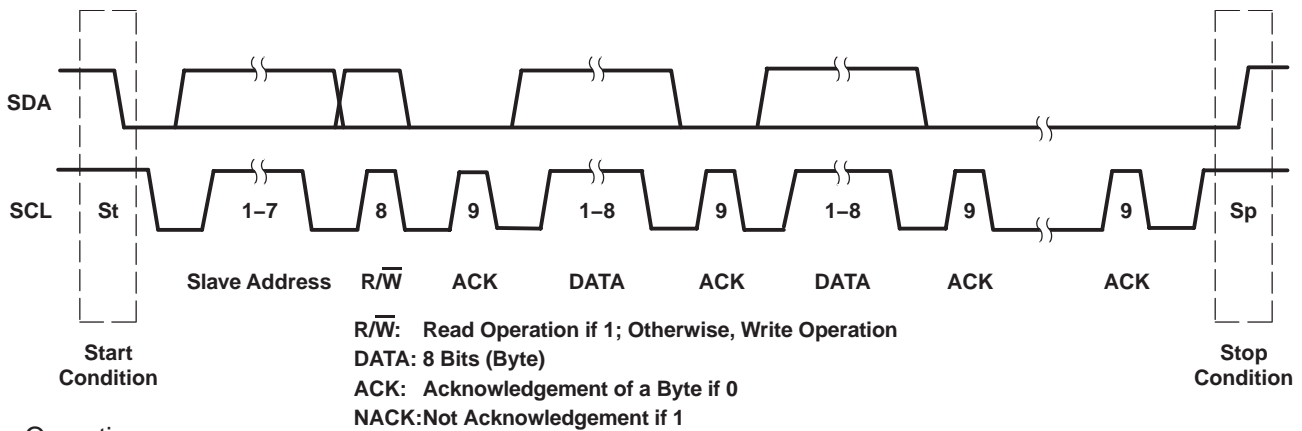 SDA
SCL St 1–7 8 9 1–8 9 1–8 9 9 Sp
Slave Address R/W̅ ACK DATA ACK DATA ACK ACK
R/W̅: Read Operation if 1; Otherwise, Write Operation
DATA: 8 Bits (Byte)
ACK: Acknowledgement of a Byte if 0
NACK:Not Acknowledgement if 1
Start
Condition
Stop
Condition